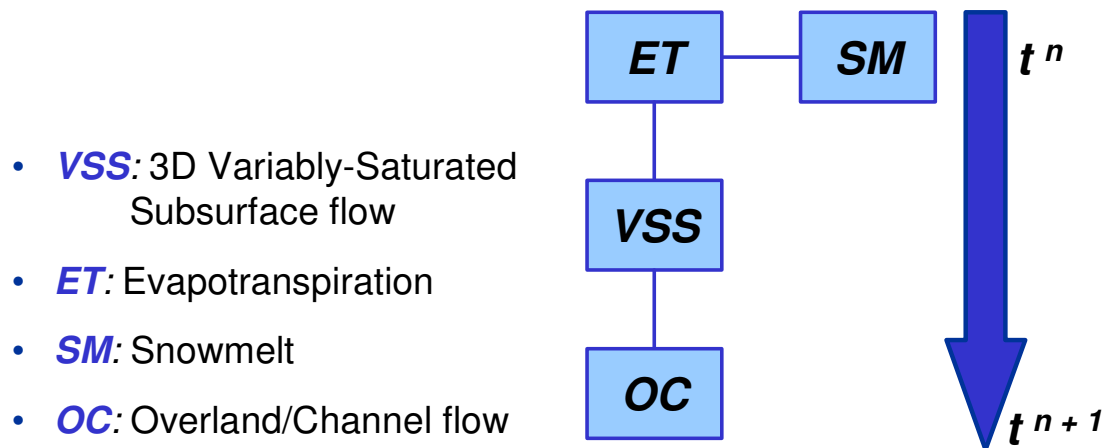 • VSS: 3D Variably-Saturated
Subsurface flow
• ET: Evapotranspiration
• SM: Snowmelt
• OC: Overland/Channel flow
ET
SM
VSS
OC
t n
t n + 1